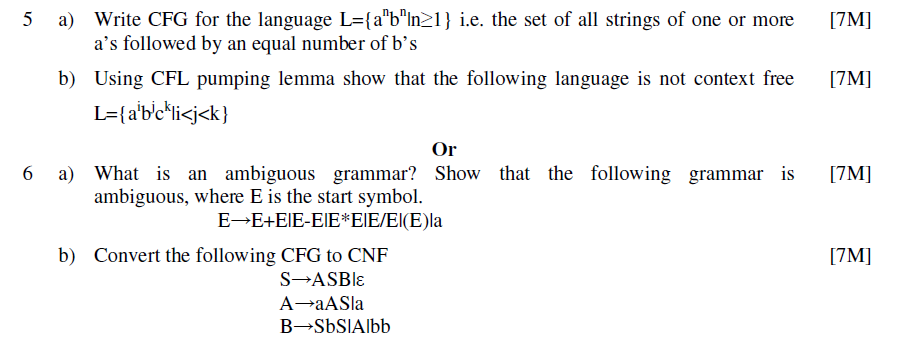 5 a) Write CFG for the language L={aⁿbⁿ|n≥1} i.e. the set of all strings of one or more [7M]
a's followed by an equal number of b's
b) Using CFL pumping lemma show that the following language is not context free [7M]
L={aⁱbʲcᵏ|i<j<k}
Or
6 a) What is an ambiguous grammar? Show that the following grammar is [7M]
ambiguous, where E is the start symbol.
E→E+E|E-E|E*E|E/E|(E)|a
b) Convert the following CFG to CNF [7M]
S→ASB|ε
A→aAS|a
B→SbS|A|bb